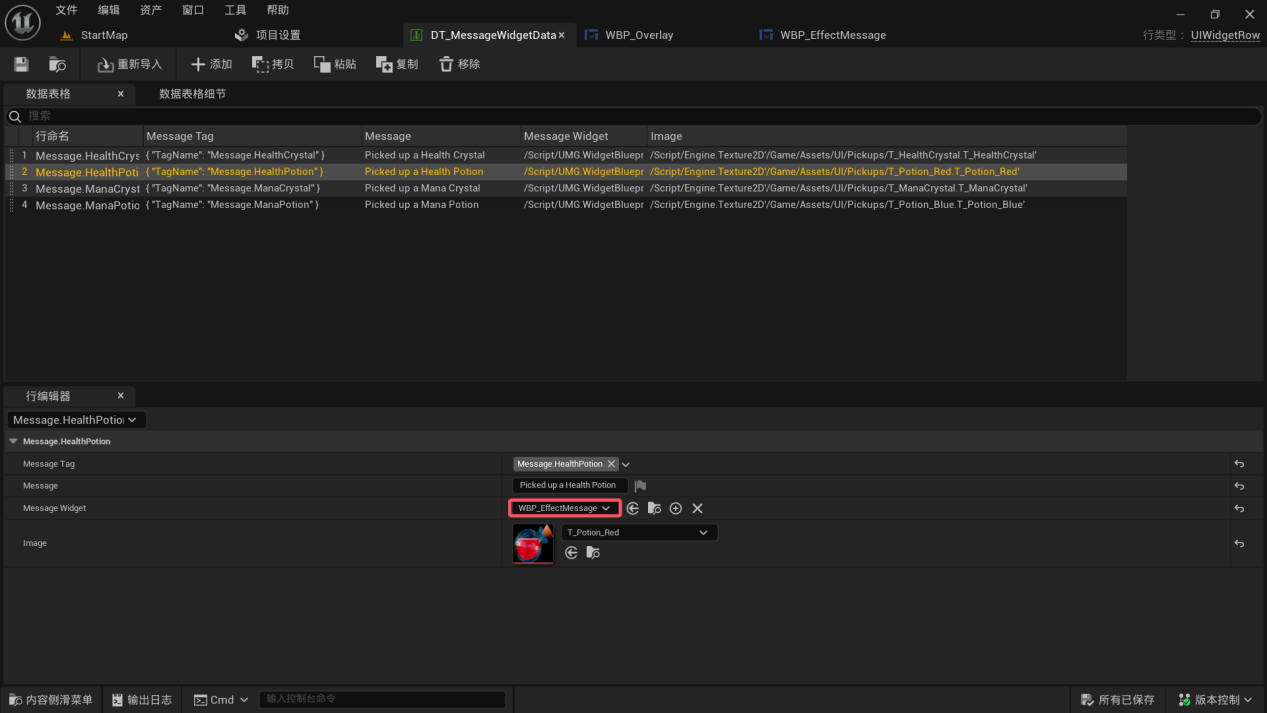 文件 编辑 资产 窗口 工具 帮助
StartMap 项目设置 DT_MessageWidgetData× WBP_Overlay WBP_EffectMessage 行类型： UIWidgetRow
重新导入 添加 拷贝 粘贴 复制 移除
数据表格 × 数据表格细节
搜索
行命名 Message Tag Message Message Widget Image
1 Message.HealthCrys { "TagName": "Message.HealthCrystal" } Picked up a Health Crystal /Script/UMG.WidgetBluepr /Script/Engine.Texture2D'/Game/Assets/UI/Pickups/T_HealthCrystal.T_HealthCrystal'
2 Message.HealthPoti { "TagName": "Message.HealthPotion" } Picked up a Health Potion /Script/UMG.WidgetBluepr /Script/Engine.Texture2D'/Game/Assets/UI/Pickups/T_Potion_Red.T_Potion_Red'
3 Message.ManaCryst { "TagName": "Message.ManaCrystal" } Picked up a Mana Crystal /Script/UMG.WidgetBluepr /Script/Engine.Texture2D'/Game/Assets/UI/Pickups/T_ManaCrystal.T_ManaCrystal'
4 Message.ManaPotio { "TagName": "Message.ManaPotion" } Picked up a Mana Potion /Script/UMG.WidgetBluepr /Script/Engine.Texture2D'/Game/Assets/UI/Pickups/T_Potion_Blue.T_Potion_Blue'
行编辑器 ×
Message.HealthPotion
Message.HealthPotion
Message Tag Message.HealthPotion
Message Picked up a Health Potion
Message Widget WBP_EffectMessage
Image T_Potion_Red
内容侧滑菜单 输出日志 Cmd 输入控制台命令 所有已保存 版本控制